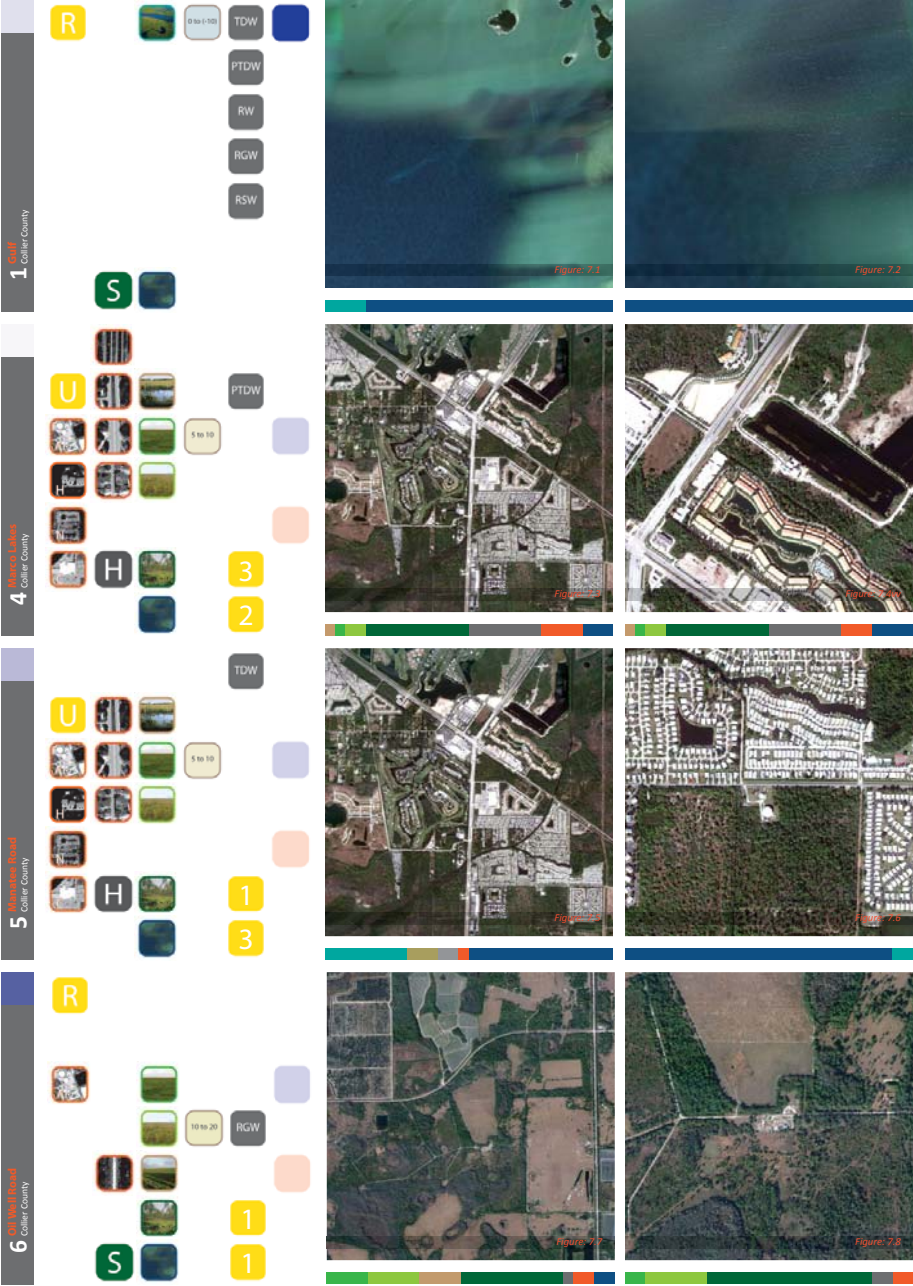 R
0 to (-10)
TDW
PTDW
RW
RGW
RSW
S
1 Gulf
Collier County
Figure: 7.1
Figure: 7.2
U
PTDW
5 to 10
H
N
H
3
2
4 Marco Lakes
Collier County
TDW
U
5 to 10
H
N
H
1
3
5 Manatee Road
Collier County
Figure: 7.6
R
10 to 20
RGW
1
S
1
6 Oil Well Road
Collier County
Figure: 7.7
Figure: 7.8